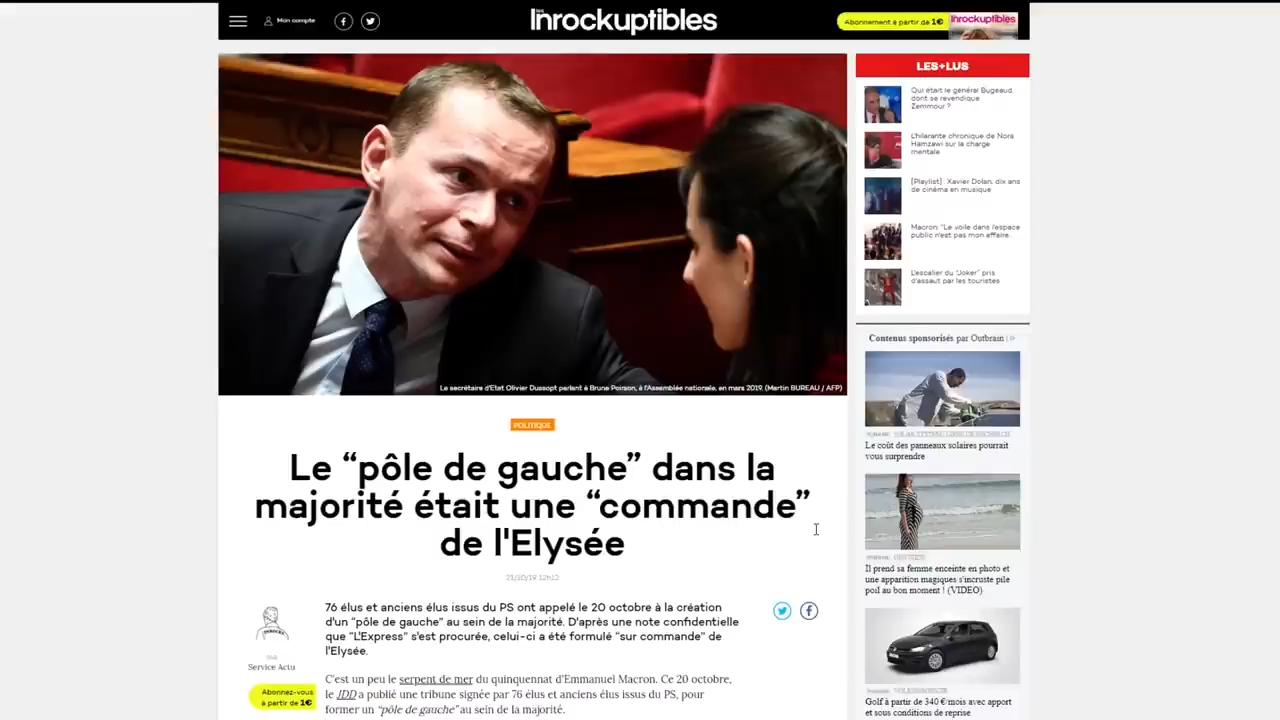 Mon compte
les
Inrockuptibles
Abonnement à partir de 1€
Inrockuptibles
Le secrétaire d'Etat Olivier Dussopt parlant à Brune Poirson, à l'Assemblée nationale, en mars 2019. (Martin BUREAU / AFP)
POLITIQUE
Le “pôle de gauche” dans la
majorité était une “commande”
de l'Elysée
21/10/19 12h12
76 élus et anciens élus issus du PS ont appelé le 20 octobre à la création
d'un “pôle de gauche” au sein de la majorité. D'après une note confidentielle
que “L'Express” s'est procurée, celui-ci a été formulé “sur commande” de
l'Elysée.
Service Actu
Abonnez-vous
à partir de 1€
C'est un peu le serpent de mer du quinquennat d'Emmanuel Macron. Ce 20 octobre,
le JDD a publié une tribune signée par 76 élus et anciens élus issus du PS, pour
former un “pôle de gauche” au sein de la majorité.
LES+LUS
Qui était le général Bugeaud,
dont se revendique
Zemmour ?
L'hilarante chronique de Nora
Hamzawi sur la charge
mentale
[Playlist] : Xavier Dolan, dix ans
de cinéma en musique
Macron: "Le voile dans l'espace
public n'est pas mon affaire.
L'escalier du "Joker" pris
d'assaut par les touristes
Contenus sponsorisés par Outbrain
Le coût des panneaux solaires pourrait
vous surprendre
Il prend sa femme enceinte en photo et
une apparition magiques s'incruste pile
poil au bon moment ! (VIDEO)
Golf à partir de 340 €/mois avec apport
et sous conditions de reprise